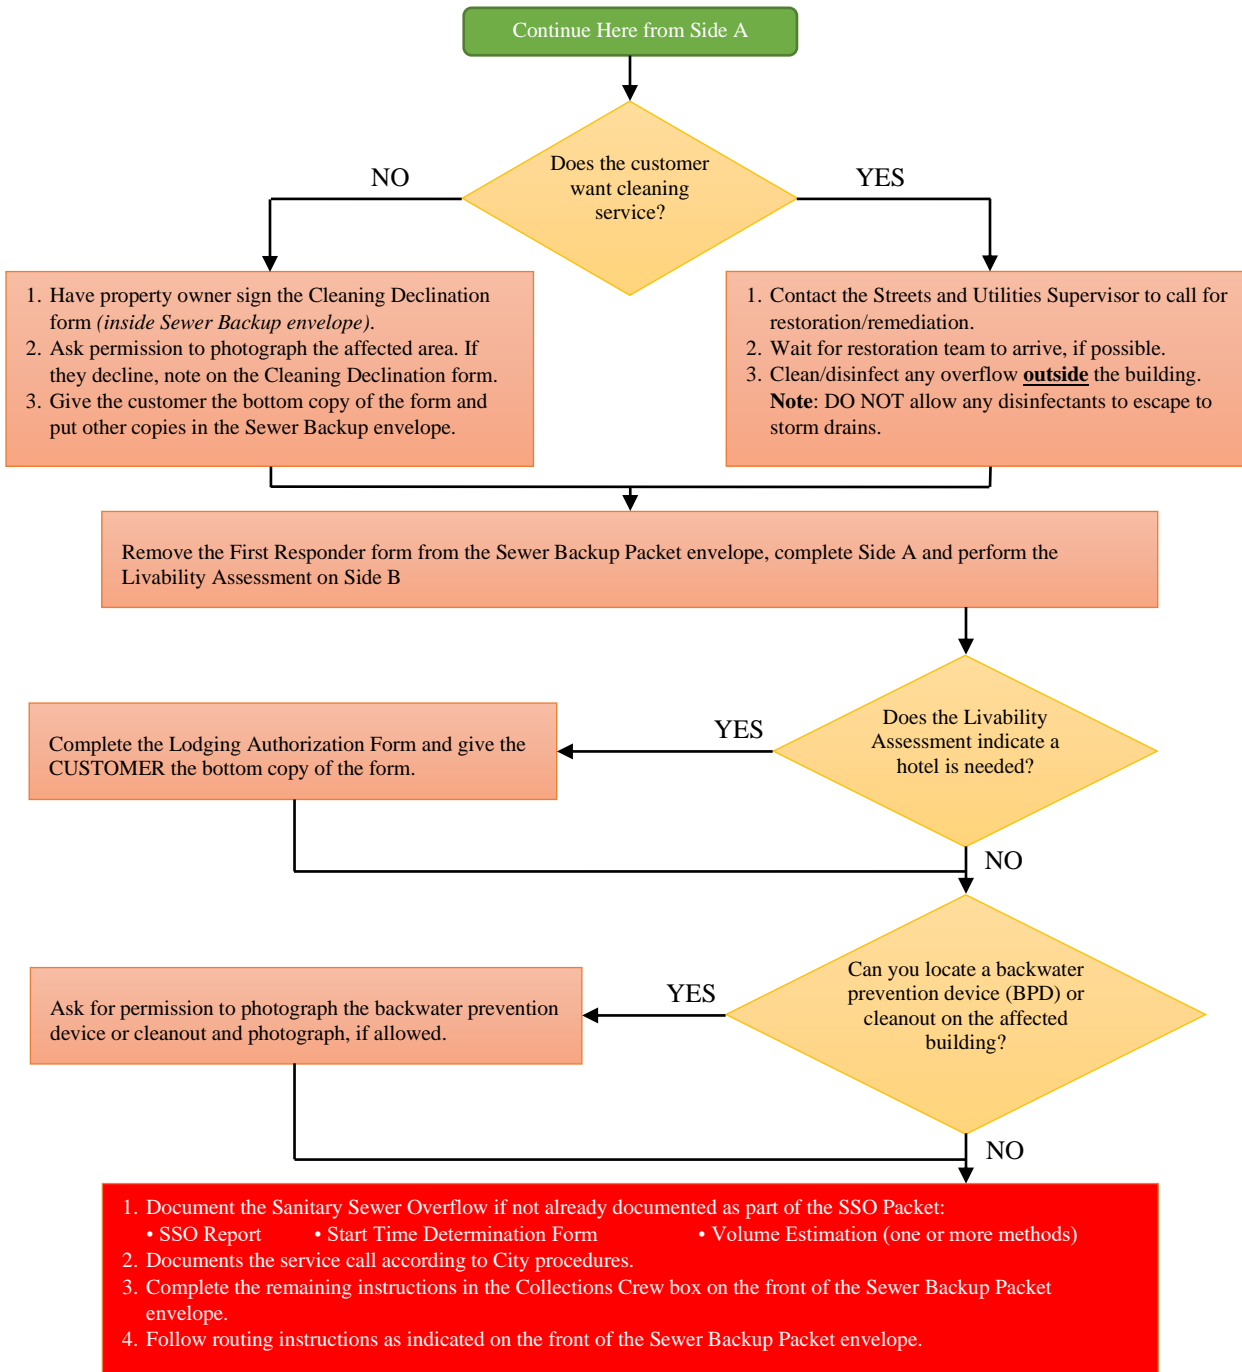 Continue Here from Side A
Does the customer
want cleaning
service?
NO
YES
1. Have property owner sign the Cleaning Declination
form (inside Sewer Backup envelope).
2. Ask permission to photograph the affected area. If
they decline, note on the Cleaning Declination form.
3. Give the customer the bottom copy of the form and
put other copies in the Sewer Backup envelope.
1. Contact the Streets and Utilities Supervisor to call for
restoration/remediation.
2. Wait for restoration team to arrive, if possible.
3. Clean/disinfect any overflow outside the building.
Note: DO NOT allow any disinfectants to escape to
storm drains.
Remove the First Responder form from the Sewer Backup Packet envelope, complete Side A and perform the
Livability Assessment on Side B
Does the Livability
Assessment indicate a
hotel is needed?
YES
Complete the Lodging Authorization Form and give the
CUSTOMER the bottom copy of the form.
NO
Can you locate a backwater
prevention device (BPD) or
cleanout on the affected
building?
YES
Ask for permission to photograph the backwater prevention
device or cleanout and photograph, if allowed.
NO
1. Document the Sanitary Sewer Overflow if not already documented as part of the SSO Packet:
• SSO Report • Start Time Determination Form • Volume Estimation (one or more methods)
2. Documents the service call according to City procedures.
3. Complete the remaining instructions in the Collections Crew box on the front of the Sewer Backup Packet
envelope.
4. Follow routing instructions as indicated on the front of the Sewer Backup Packet envelope.